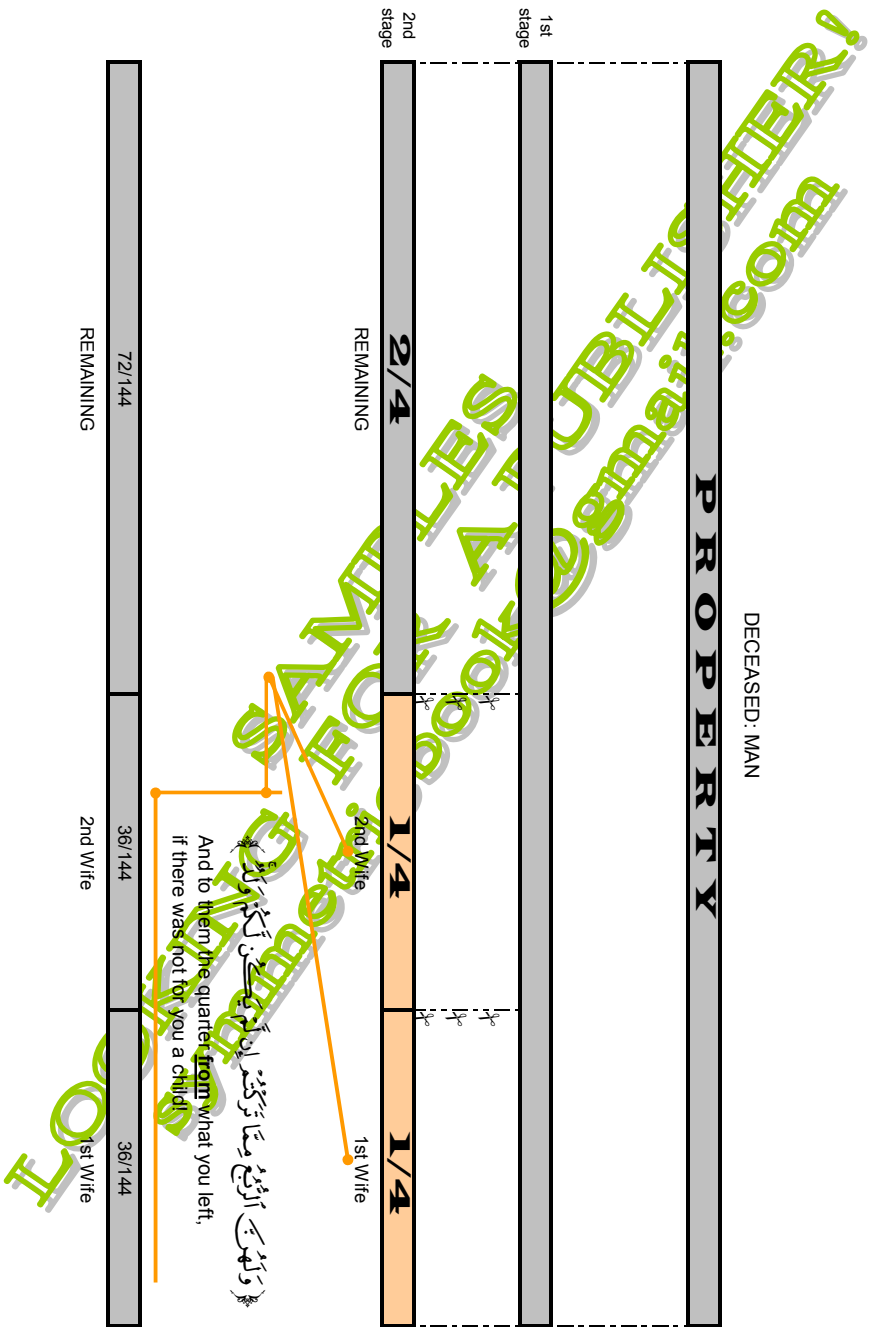 DECEASED: MAN
PROPERTY
1st
stage
2nd
stage
2/4
1/4
1/4
REMAINING
2nd Wife
1st Wife
﴿ وَلَهُنَّ ٱلرُّبُعُ مِمَّا تَرَكْتُمْ إِن لَّمْ يَكُن لَّكُمْ وَلَدٌ ﴾
And to them the quarter from what you left,
if there was not for you a child!
72/144
36/144
36/144
REMAINING
2nd Wife
1st Wife
SAMPLES
LOOKING FOR A PUBLISHER!
symmetricbook@gmail.com